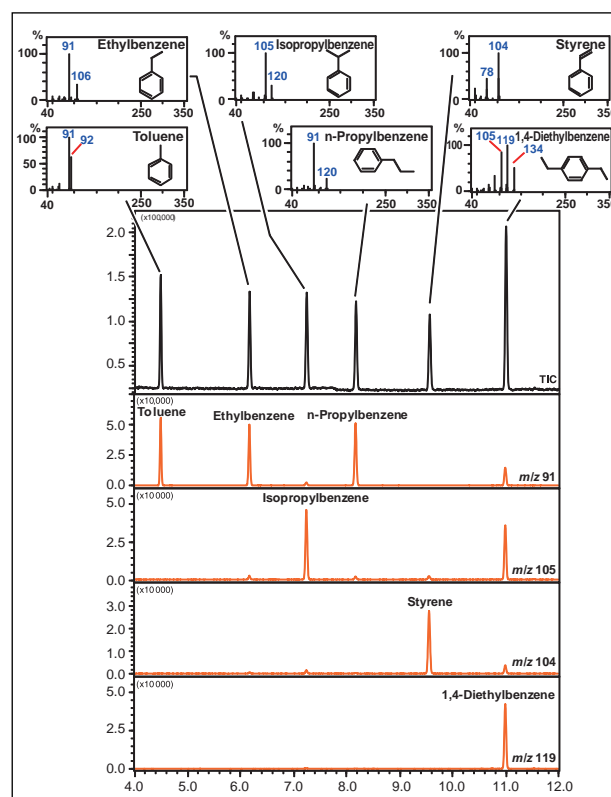 % Ethylbenzene
100
91
106
0
40 250 350
% Isopropylbenzene
100
105
120
0
40 250 350
% Styrene
100
104
78
0
40 250 350
% Toluene
100
91
92
50
0
40 250 350
% n-Propylbenzene
100
91
120
0
40 250 350
% 1,4-Diethylbenzene
100
105
119
134
0
40 250 350
(x100,000)
2.0
1.5
1.0
0.5
TIC
(x10,000)
Toluene Ethylbenzene n-Propylbenzene
5.0
2.5
0.0
m/z 91
(x10000)
Isopropylbenzene
5.0
2.5
0.0
m/z 105
(x10000)
Styrene
3.0
2.0
1.0
0.0
m/z 104
(x10000)
1,4-Diethylbenzene
5.0
2.5
0.0
m/z 119
4.0 5.0 6.0 7.0 8.0 9.0 10.0 11.0 12.0